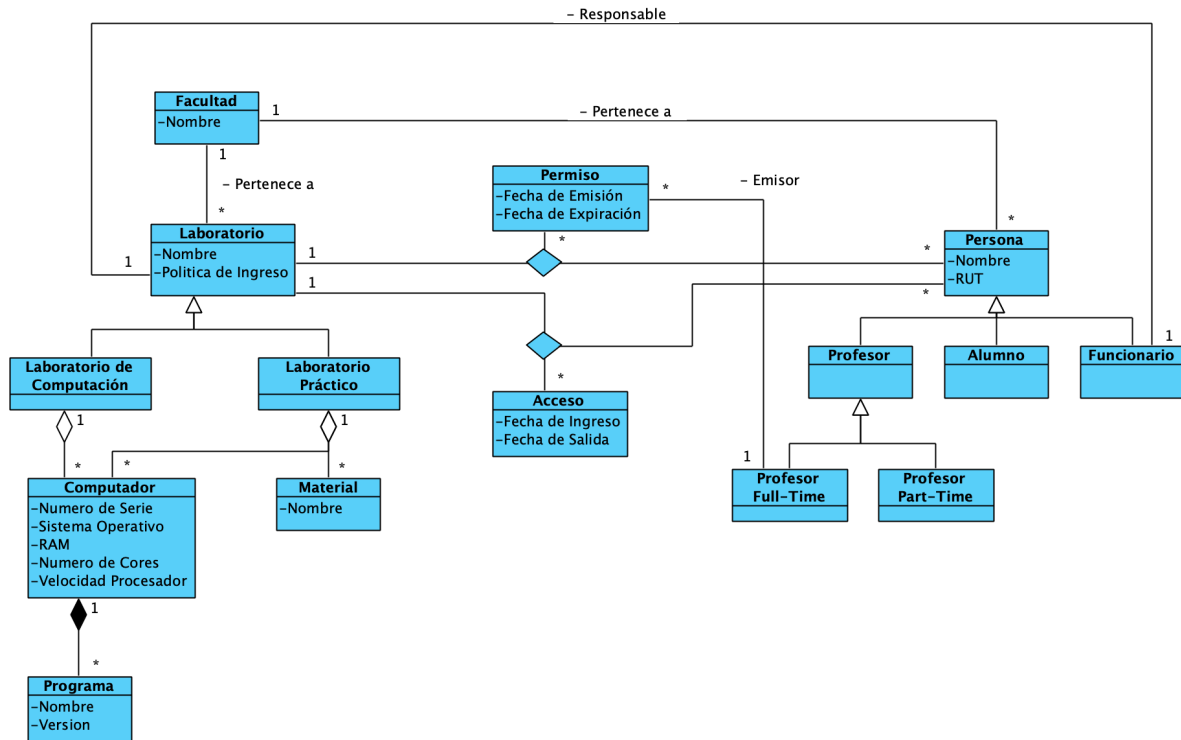 - Responsable
Facultad
-Nombre
1
- Pertenece a
1
- Pertenece a
*
Permiso
-Fecha de Emisión
-Fecha de Expiración
*
- Emisor
*
Laboratorio
-Nombre
-Politica de Ingreso
1
1
1
*
*
*
Persona
-Nombre
-RUT
*
Laboratorio de
Computación
Laboratorio
Práctico
Profesor
Alumno
Funcionario
1
1
1
*
Acceso
-Fecha de Ingreso
-Fecha de Salida
*
*
*
1
Computador
-Numero de Serie
-Sistema Operativo
-RAM
-Numero de Cores
-Velocidad Procesador
Material
-Nombre
Profesor
Full-Time
Profesor
Part-Time
1
*
Programa
-Nombre
-Version